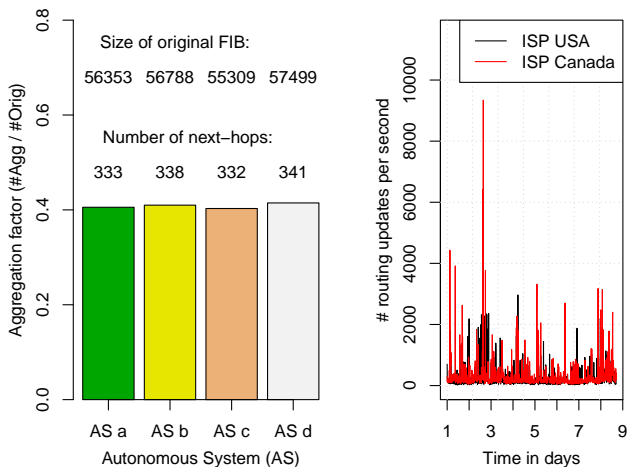 Size of original FIB:
56353 56788 55309 57499
Number of next−hops:
333 338 332 341
0.0 0.2 0.4 0.6 0.8
Aggregation factor (#Agg / #Orig)
AS a AS b AS c AS d
Autonomous System (AS)
ISP USA
ISP Canada
0 2000 4000 6000 8000 10000
# routing updates per second
1 3 5 7 9
Time in days